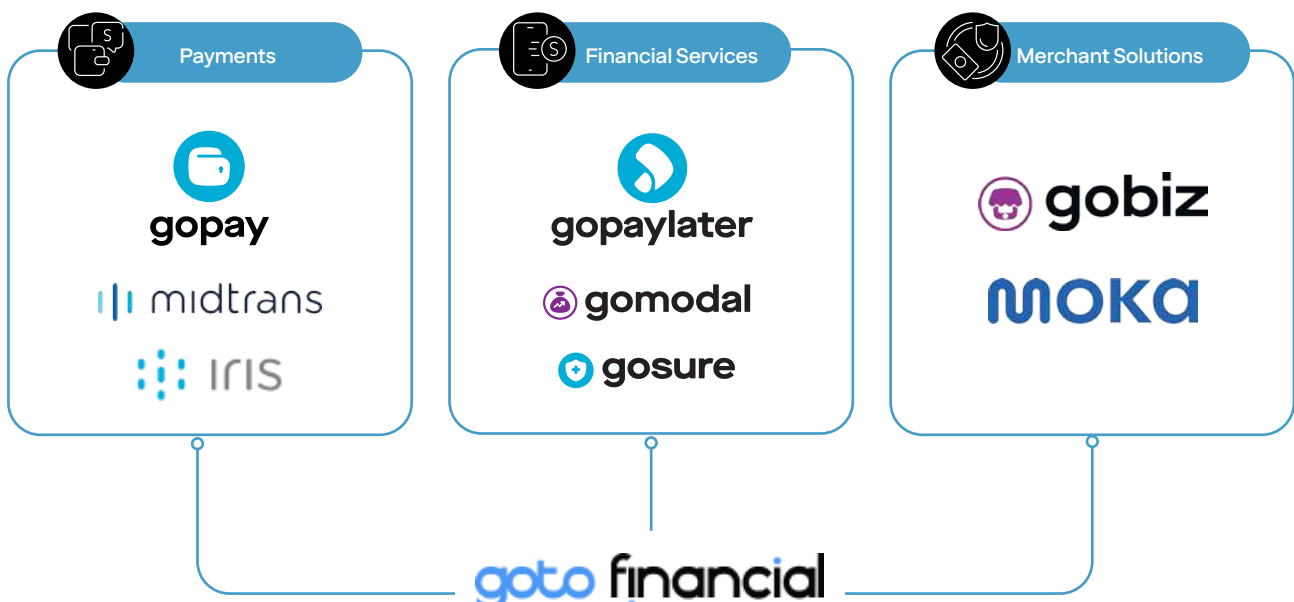 Payments
gopay
midtrans
IRIS
Financial Services
gopaylater
gomodal
gosure
Merchant Solutions
gobiz
MOKA
goto financial